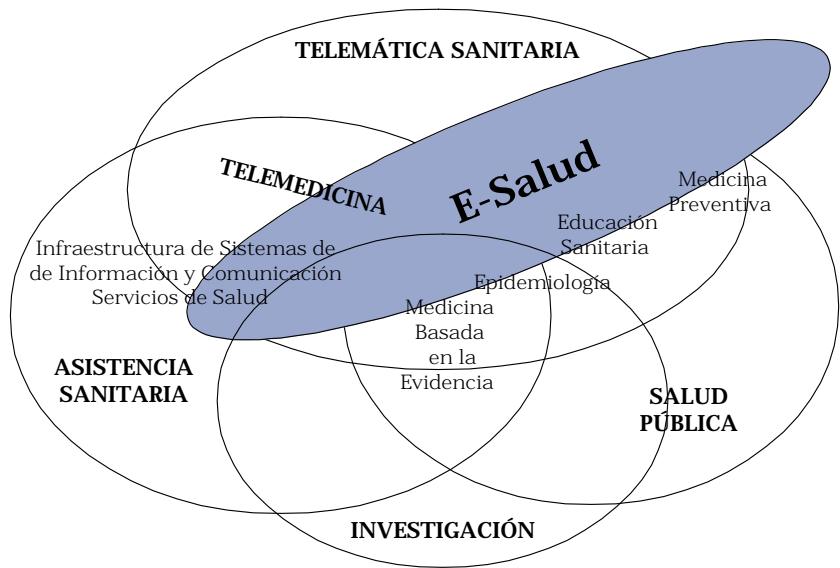 TELEMÁTICA SANITARIA
TELEMEDICINA
E-Salud
Medicina
Preventiva
Educación
Sanitaria
Infraestructura de Sistemas de
de Información y Comunicación
Servicios de Salud
Epidemiología
Medicina
Basada
en la
Evidencia
ASISTENCIA
SANITARIA
SALUD
PÚBLICA
INVESTIGACIÓN